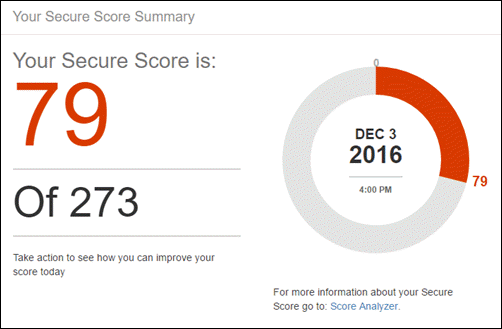 Your Secure Score Summary
Your Secure Score is:
79
Of 273
Take action to see how you can improve your
score today
0
DEC 3
2016
4:00 PM
79
For more information about your Secure
Score go to: Score Analyzer.